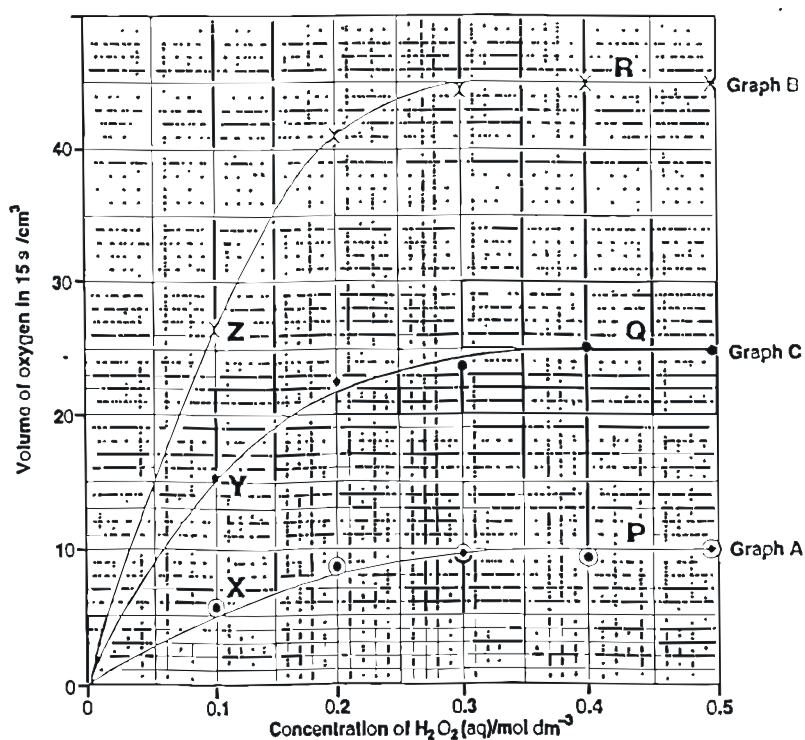 R
Graph B
40
Volume of oxygen in 15 s /cm³
30
Z
Q
Graph C
20
Y
P
10
Graph A
X
0
0
0.1
0.2
0.3
0.4
0.5
Concentration of H₂O₂(aq)/mol dm⁻³